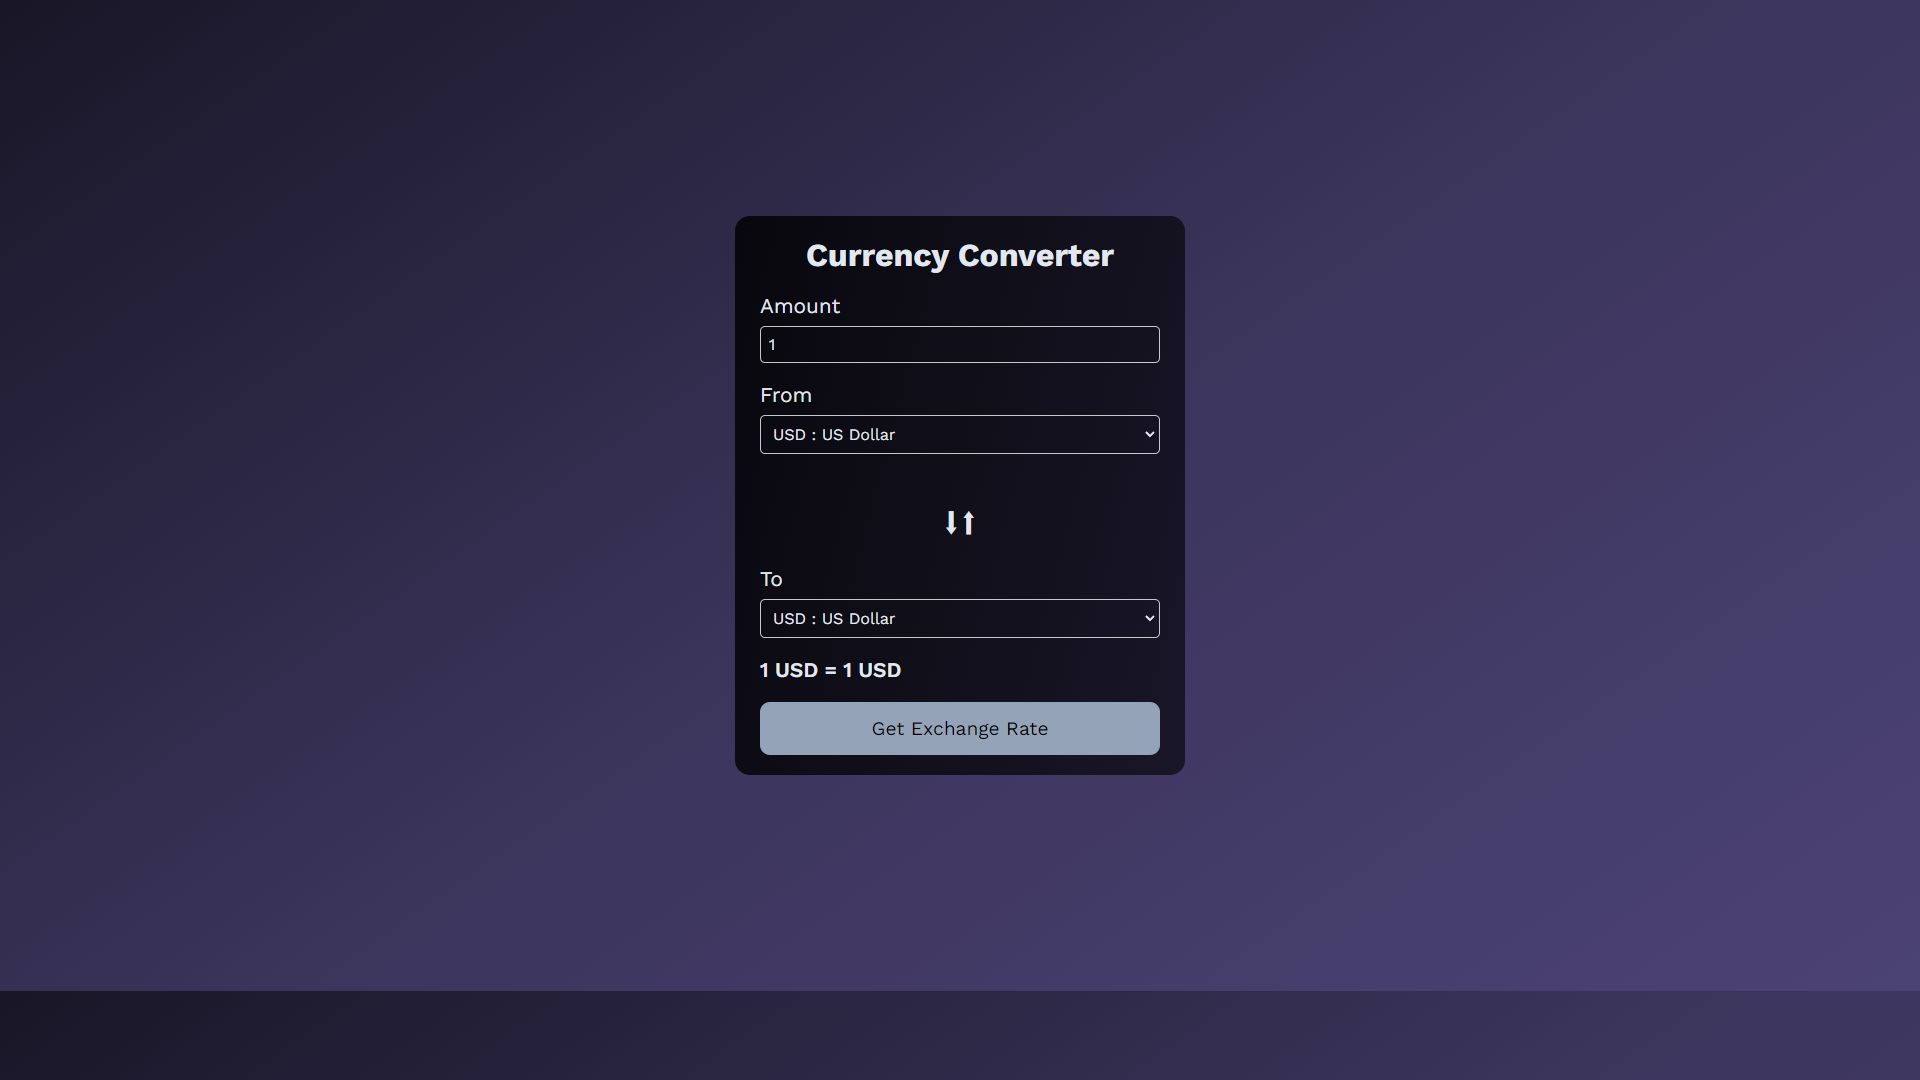 Currency Converter
Amount
1
From
USD : US Dollar
To
USD : US Dollar
1 USD = 1 USD
Get Exchange Rate